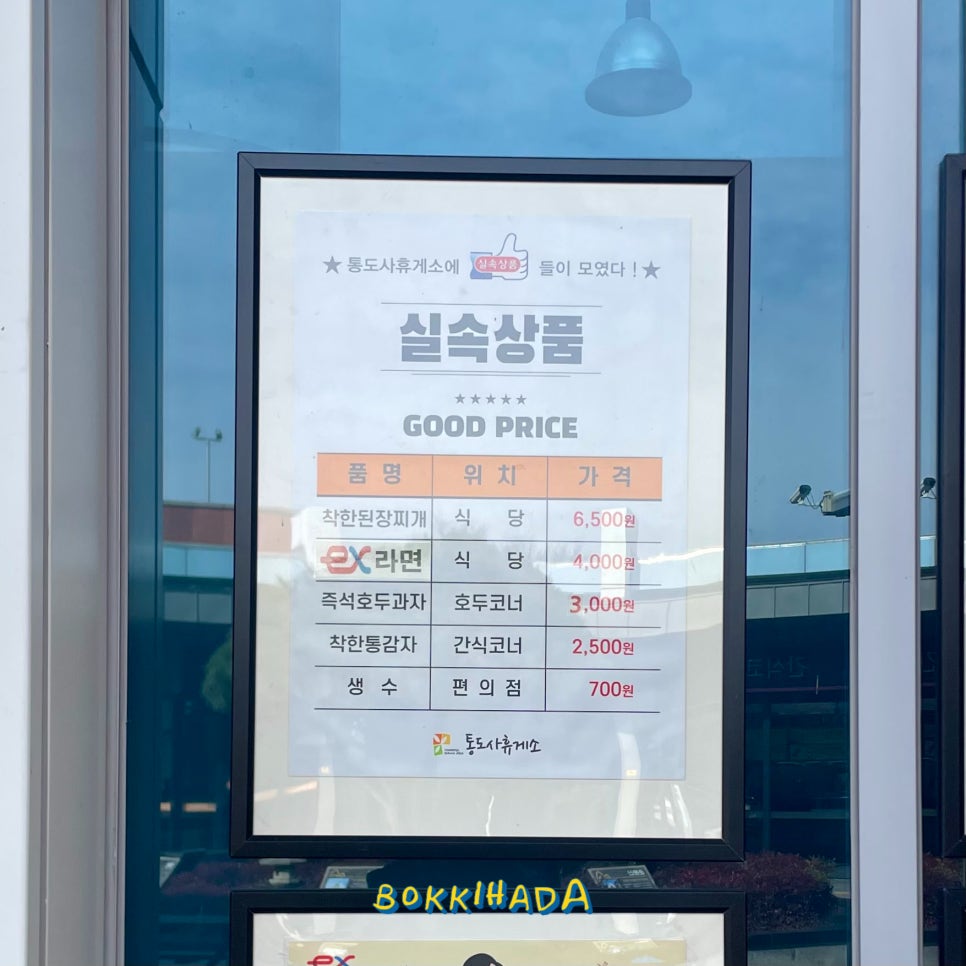 ★ 통도사휴게소에 실속상품 들이 모였다 ! ★
실속상품
★★★★★
GOOD PRICE
품 명 위 치 가 격
착한된장찌개 식 당 6,500원
ex라면 식 당 4,000원
즉석호두과자 호두코너 3,000원
착한통감자 간식코너 2,500원
생 수 편 의 점 700원
통도사휴게소
BOKKIHADA
ex